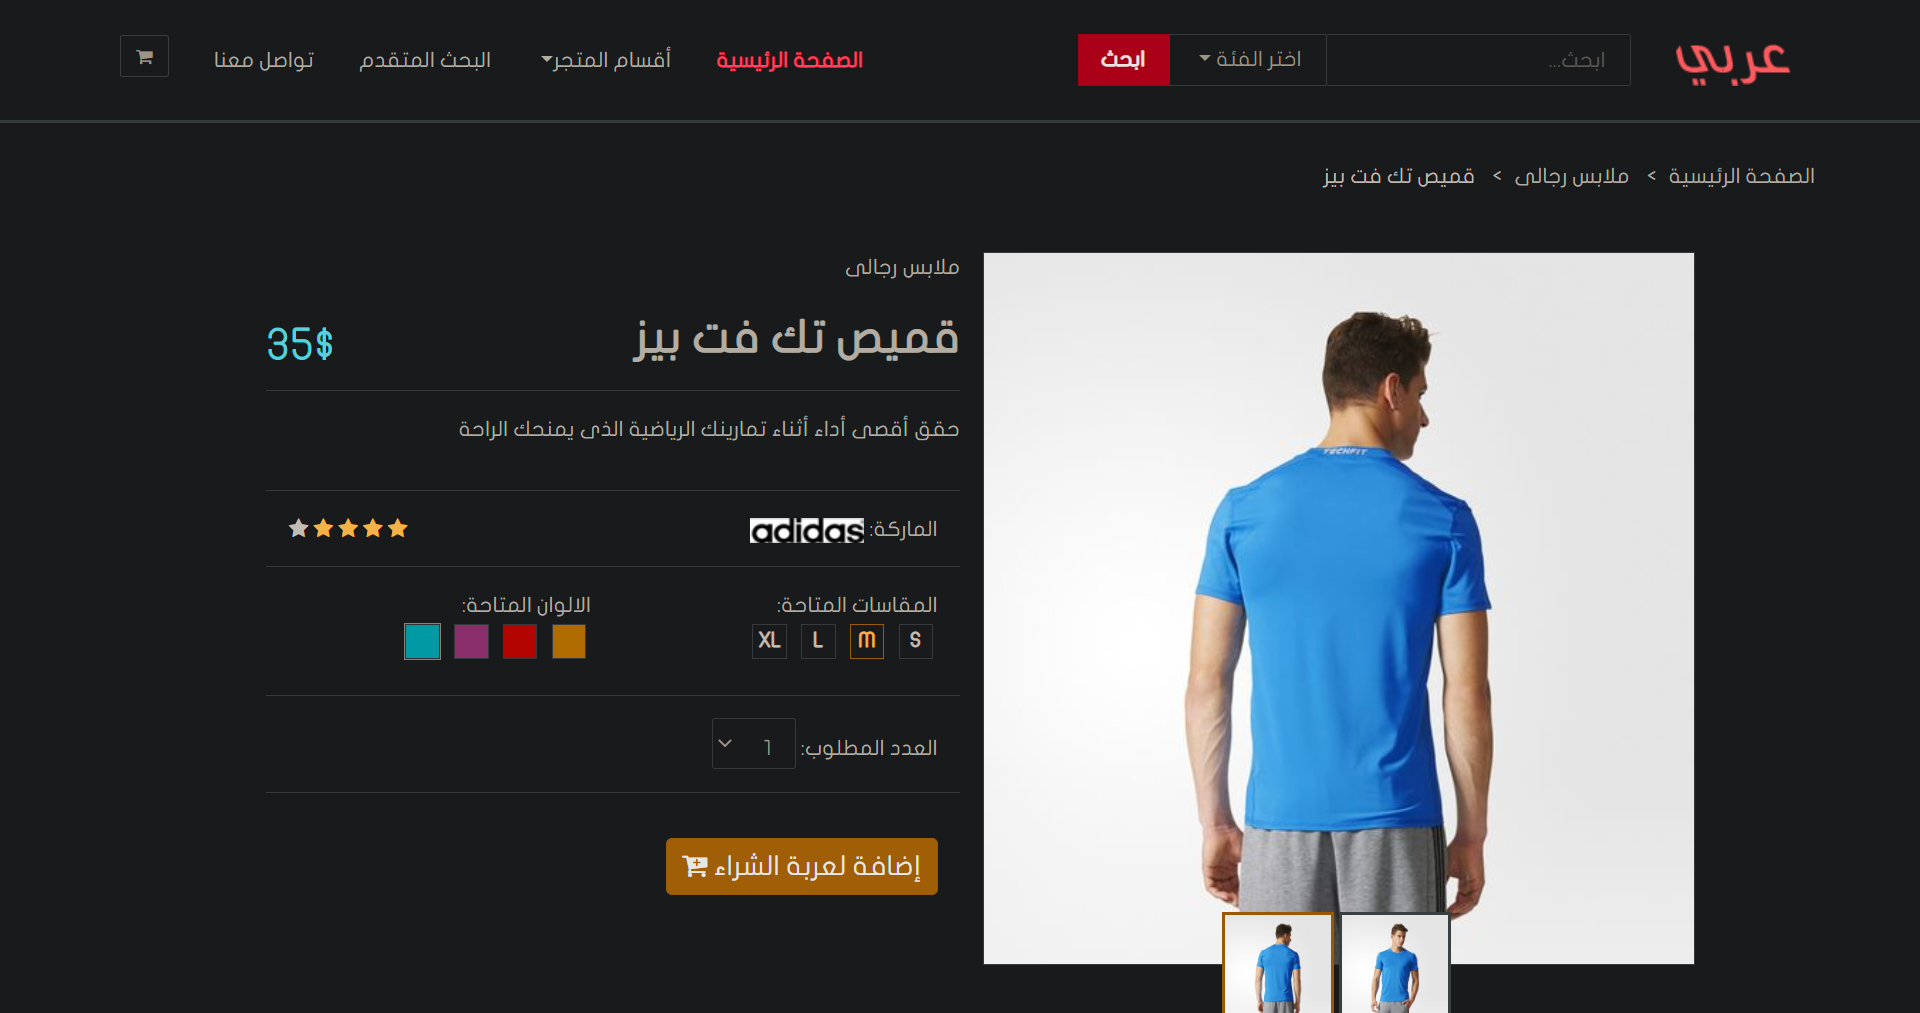 عربي
ابحث...
اختر الفئة
ابحث
الصفحة الرئيسية
أقسام المتجر
البحث المتقدم
تواصل معنا
الصفحة الرئيسية > ملابس رجالى > قميص تك فت بيز
TECHFIT
ملابس رجالى
قميص تك فت بيز
35$
حقق أقصى أداء أثناء تمارينك الرياضية الذى يمنحك الراحة
الماركة: adidas
المقاسات المتاحة:
S M L XL
الالوان المتاحة:
العدد المطلوب: 1
إضافة لعربة الشراء